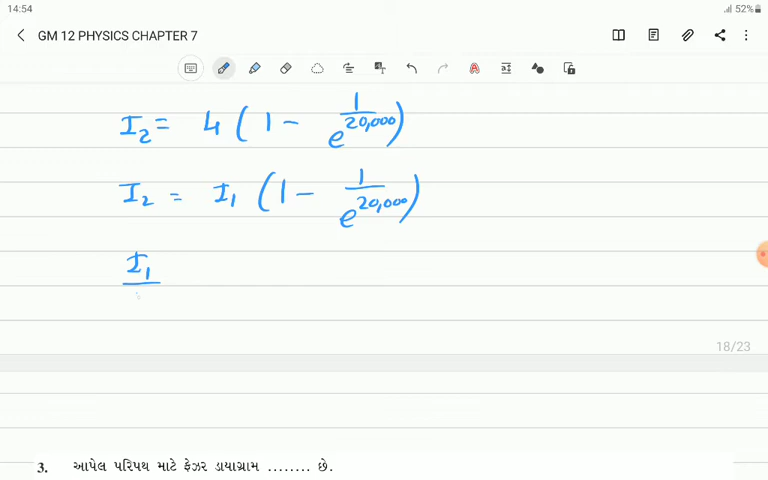 14:54 52%
GM 12 PHYSICS CHAPTER 7
I₂ = 4 ( 1 - 1/e^20,000 )
I₂ = I₁ ( 1 - 1/e^20,000 )
I₁
18/23
3. આપેલ પરિપથ માટે ફેઝર ડાયાગ્રામ ........ છે.